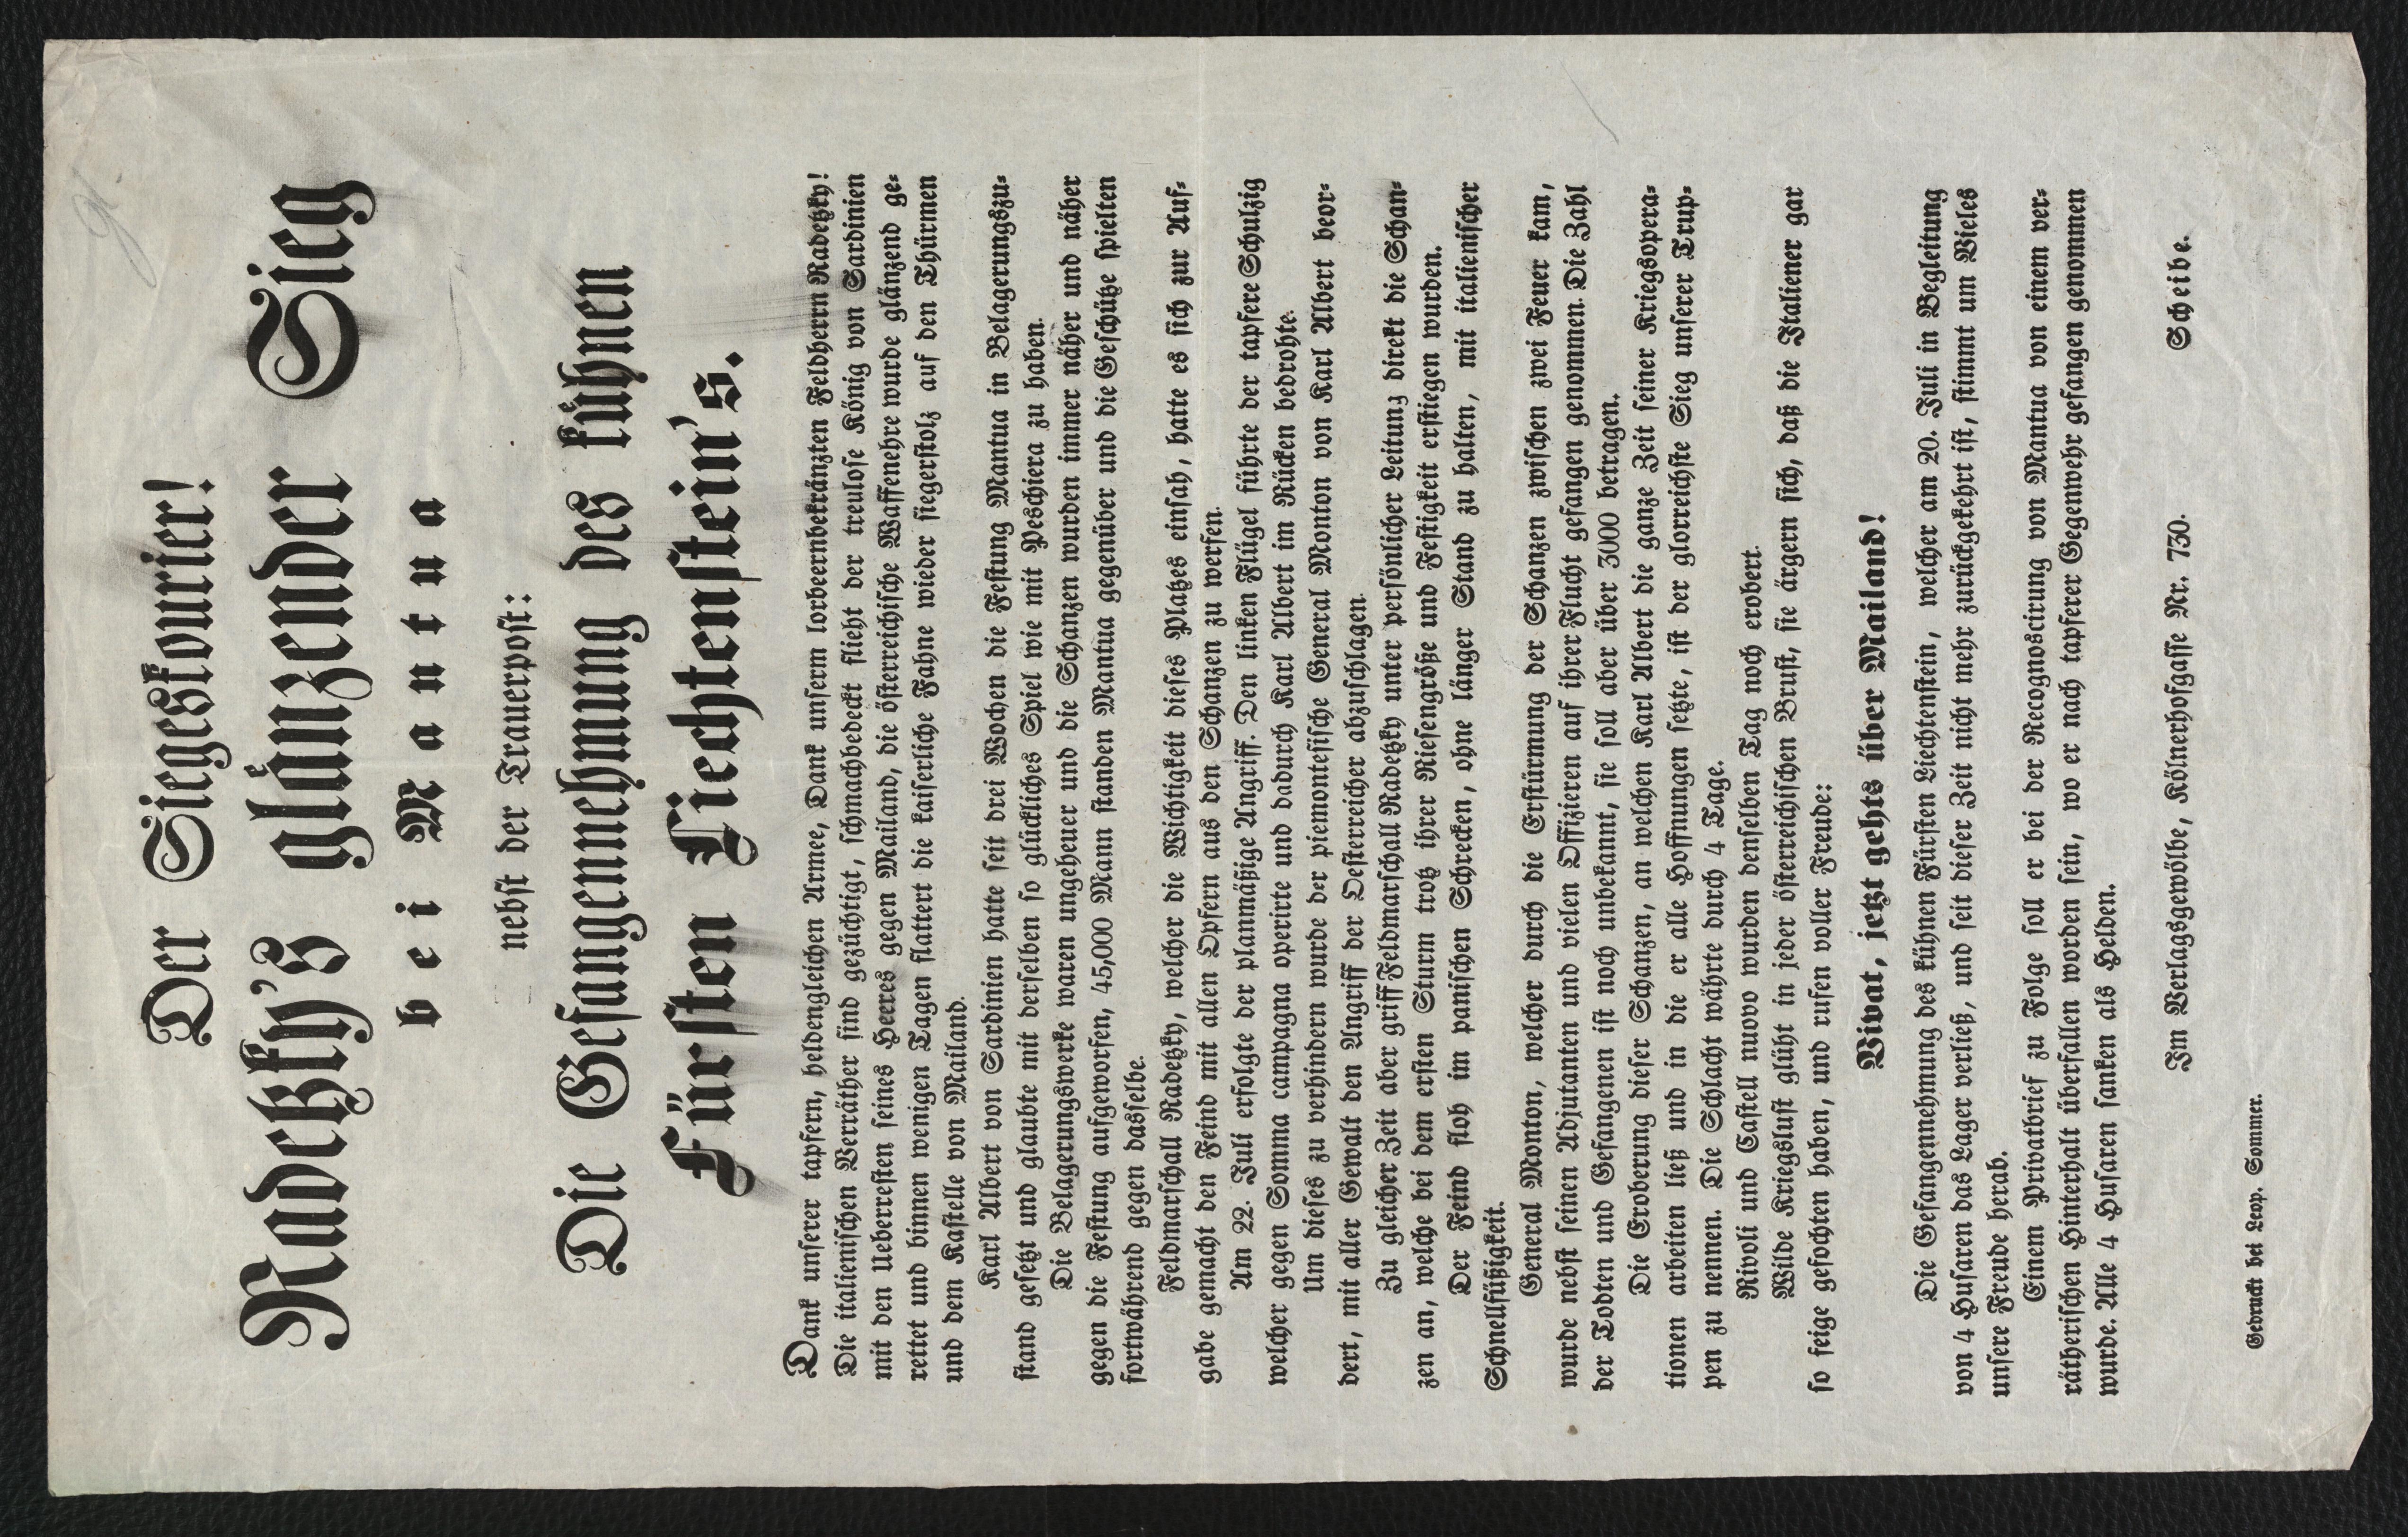 Der Siegeskourier!
Radetzky's glänzender Sieg
bei Mantua
nebst der Trauerpost:
Die Gefangennehmung des kühnen
Fürsten Liechtenstein's.
Dank unserer tapfern, heldengleichen Armee, Dank unserm lorbeernbekränzten Feldherrn Radetzky!
Die italienischen Verräther sind gezüchtigt, schmachbedeckt flieht der treulose König von Sardinien
mit den Ueberresten seines Heeres gegen Mailand, die österreichische Waffenehre wurde glänzend ge-
rettet und binnen wenigen Tagen flattert die kaiserliche Fahne wieder siegerstolz auf den Thürmen
und dem Kastelle von Mailand.
Karl Albert von Sardinien hatte seit drei Wochen die Festung Mantua in Belagerungszu-
stand gesetzt und glaubte mit derselben so glückliches Spiel wie mit Peschiera zu haben.
Die Belagerungswerke waren ungeheuer und die Schanzen wurden immer näher und näher
gegen die Festung aufgeworfen, 45,000 Mann standen Mantua gegenüber und die Geschütze spielten
fortwährend gegen dasselbe.
Feldmarschall Radetzky, welcher die Wichtigkeit dieses Platzes einsah, hatte es sich zur Auf-
gabe gemacht den Feind mit allen Opfern aus den Schanzen zu werfen.
Am 22. Juli erfolgte der planmäßige Angriff. Den linken Flügel führte der tapfere Schulzig
welcher gegen Somma campagna operirte und dadurch Karl Albert im Rücken bedrohte.
Um dieses zu verhindern wurde der piemontesische General Monton von Karl Albert beor-
dert, mit aller Gewalt den Angriff der Oesterreicher abzuschlagen.
Zu gleicher Zeit aber griff Feldmarschall Radetzky unter persönlicher Leitung direkt die Schan-
zen an, welche bei dem ersten Sturm trotz ihrer Riesengröße und Festigkeit erstiegen wurden.
Der Feind floh im panischen Schrecken, ohne länger Stand zu halten, mit italienischer
Schnellfüßigkeit.
General Monton, welcher durch die Erstürmung der Schanzen zwischen zwei Feuer kam,
wurde nebst seinen Adjutanten und vielen Offizieren auf ihrer Flucht gefangen genommen. Die Zahl
der Todten und Gefangenen ist noch unbekannt, sie soll aber über 3000 betragen.
Die Eroberung dieser Schanzen, an welchen Karl Albert die ganze Zeit seiner Kriegsopera-
tionen arbeiten ließ und in die er alle Hoffnungen setzte, ist der glorreichste Sieg unserer Trup-
pen zu nennen. Die Schlacht währte durch 4 Tage.
Rivoli und Castell nuovo wurden denselben Tag noch erobert.
Wilde Kriegslust glüht in jeder österreichischen Brust, sie ärgern sich, daß die Italiener gar
so feige gefochten haben, und rufen voller Freude:
Vivat, jetzt gehts über Mailand!
Die Gefangennehmung des kühnen Fürsten Liechtenstein, welcher am 20. Juli in Begleitung
von 4 Husaren das Lager verließ, und seit dieser Zeit nicht mehr zurückgekehrt ist, stimmt um Vieles
unsere Freude herab.
Einem Privatbrief zu Folge soll er bei der Recognoscirung von Mantua von einem ver-
rätherischen Hinterhalt überfallen worden sein, wo er nach tapferer Gegenwehr gefangen genommen
wurde. Alle 4 Husaren sanken als Helden.
Scheibe.
Im Verlagsgewölbe, Kölnerhofgasse Nr. 730.
Gedruckt bei Leop. Sommer.